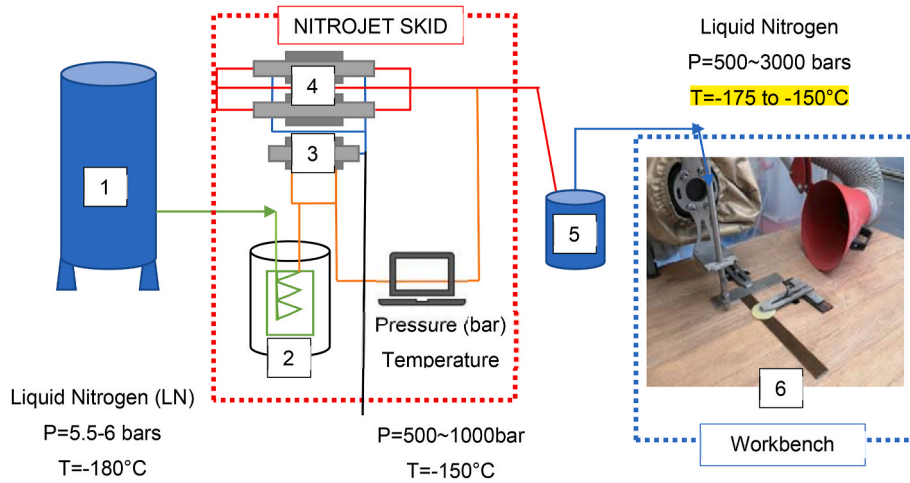 NITROJET SKID
Liquid Nitrogen
P=500~3000 bars
T=-175 to -150°C
1
4
3
5
2
Pressure (bar)
Temperature
6
Liquid Nitrogen (LN)
P=5.5-6 bars
T=-180°C
P=500~1000bar
T=-150°C
Workbench